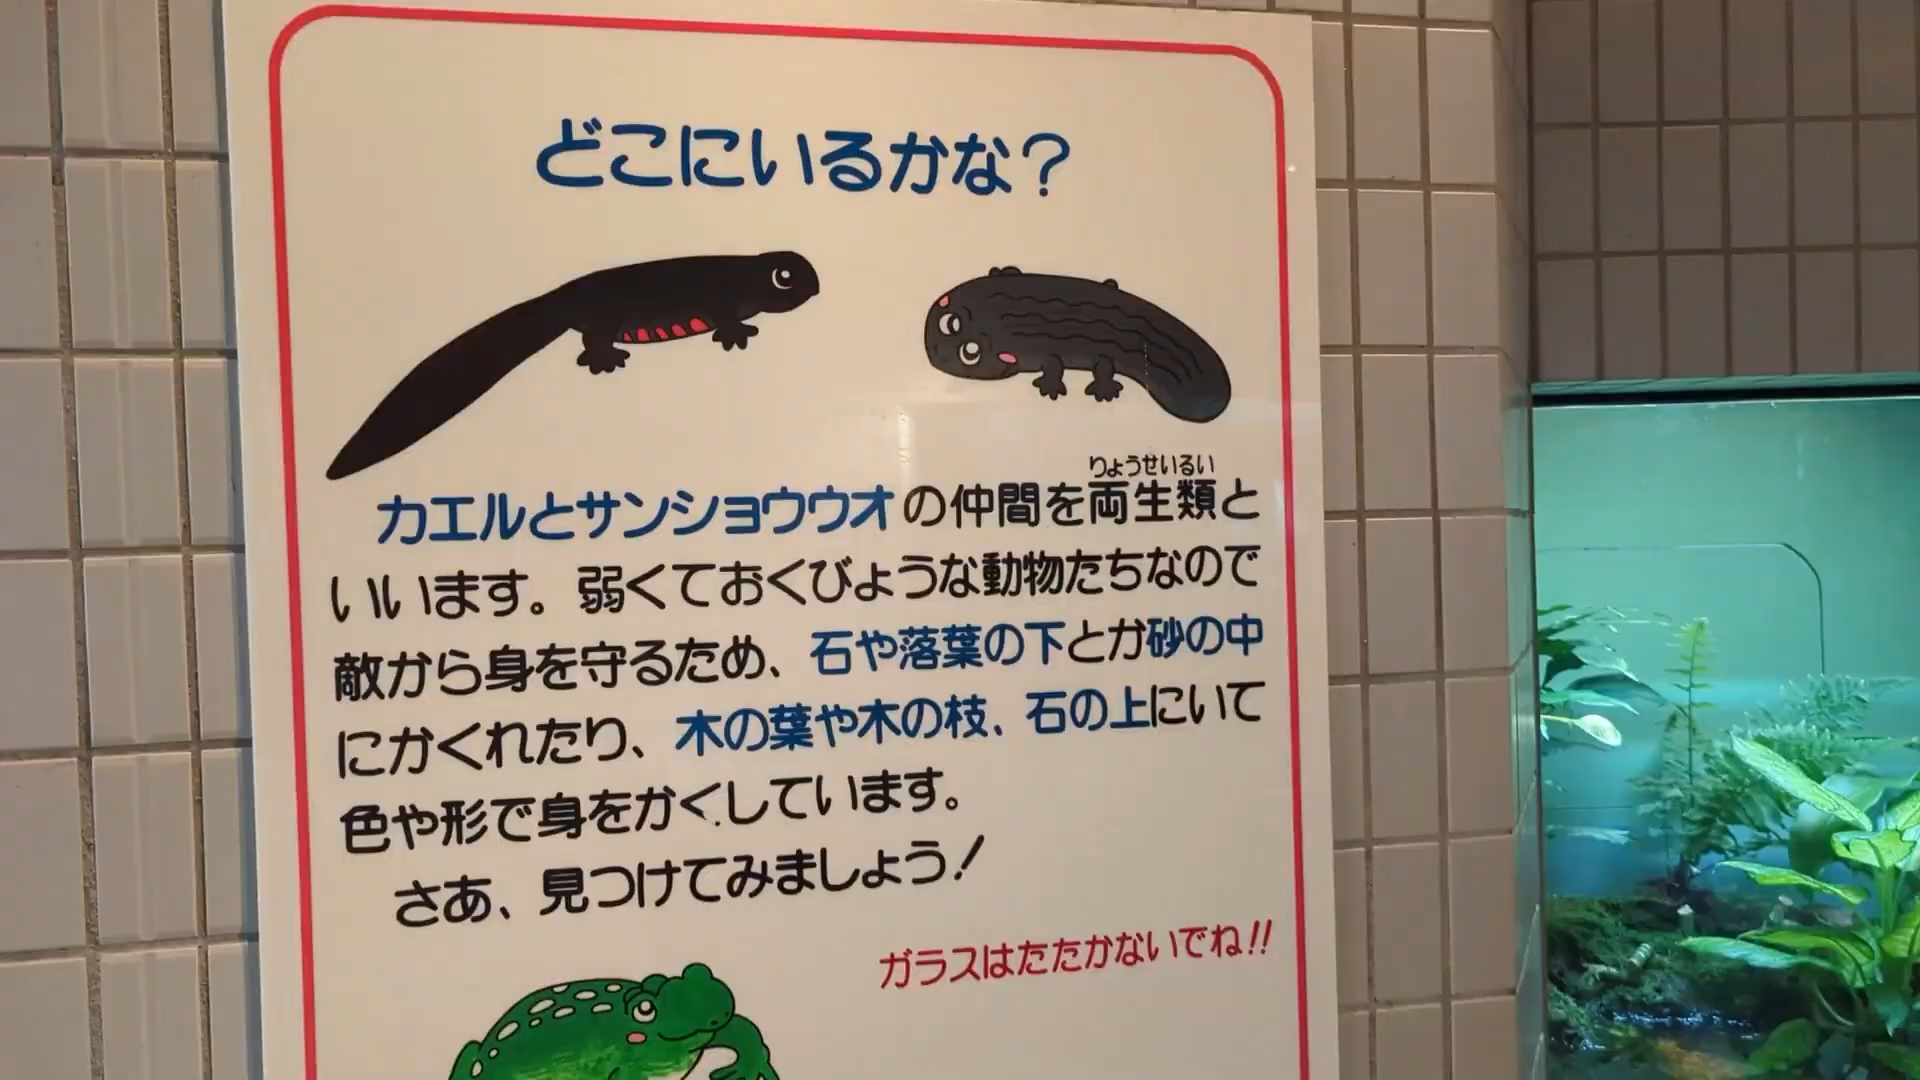 どこにいるかな?
りょうせいるい
カエルとサンショウウオの仲間を両生類と
いいます。弱くておくびょうな動物たちなので
敵から身を守るため、石や落葉の下とか砂の中
にかくれたり、木の葉や木の枝、石の上にいて
色や形で身をかくしています。
さあ、見つけてみましょう!
ガラスはたたかないでね!!